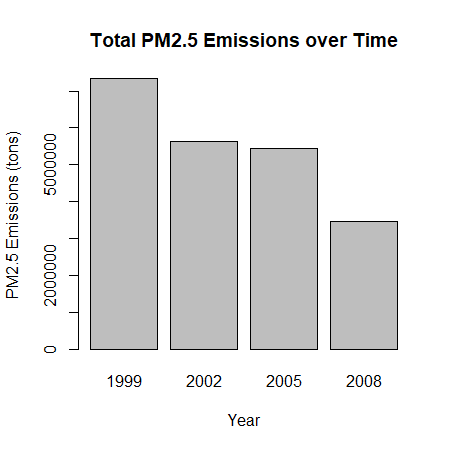 Total PM2.5 Emissions over Time
PM2.5 Emissions (tons)
5000000
2000000
0
1999 2002 2005 2008
Year